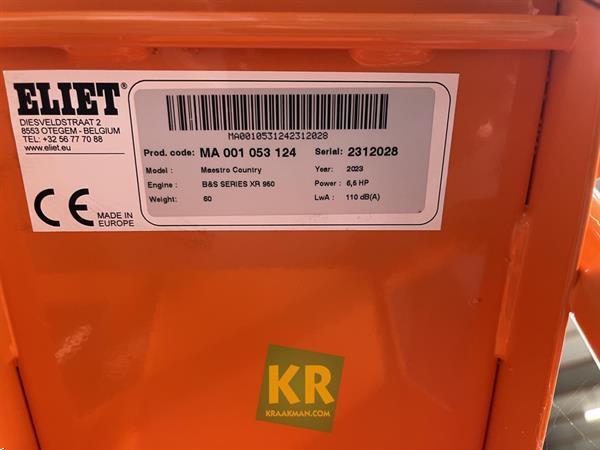 ELIET®
DIESVELDSTRAAT 2
8553 OTEGEM - BELGIUM
TEL: +32 56 77 70 88
www.eliet.eu
CE MADE IN
EUROPE
MA0010531242312028
Prod. code: MA 001 053 124 Serial: 2312028
Model : Maestro Country Year: 2023
Engine : B&S SERIES XR 950 Power : 6,5 HP
Weight: 60 LwA : 110 dB(A)
KR
KRAAKMAN.COM